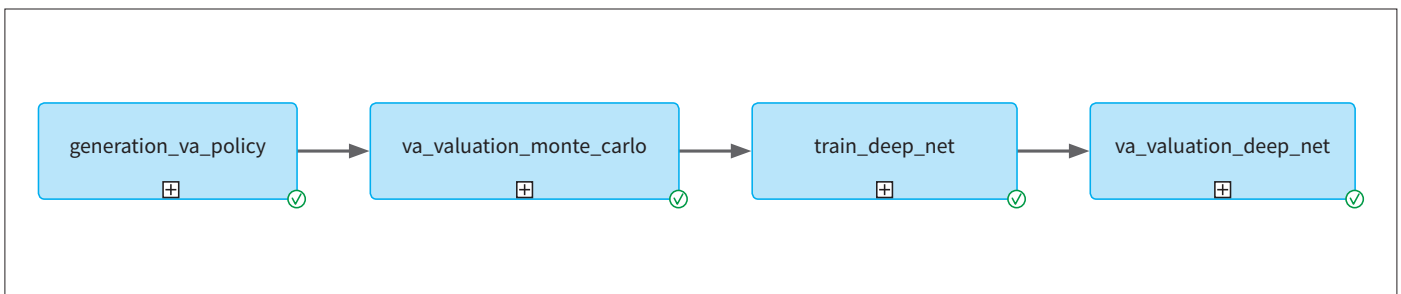 generation_va_policy
va_valuation_monte_carlo
train_deep_net
va_valuation_deep_net